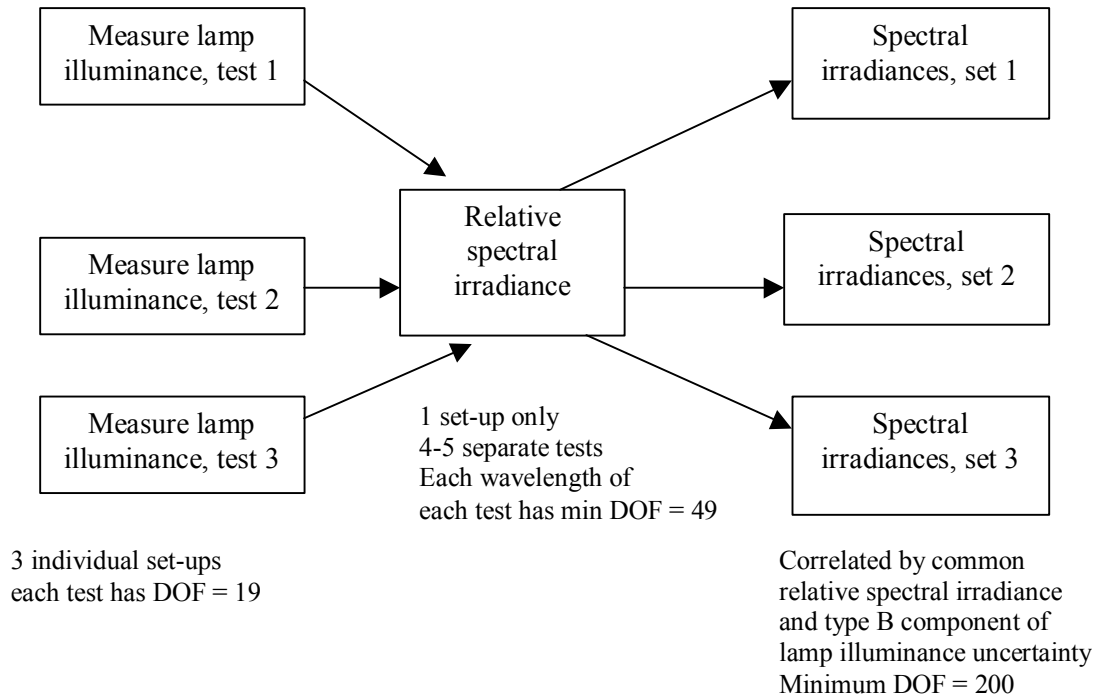 Measure lamp
illuminance, test 1
Spectral
irradiances, set 1
Measure lamp
illuminance, test 2
Relative
spectral
irradiance
Spectral
irradiances, set 2
Measure lamp
illuminance, test 3
Spectral
irradiances, set 3
1 set-up only
4-5 separate tests
Each wavelength of
each test has min DOF = 49
3 individual set-ups
each test has DOF = 19
Correlated by common
relative spectral irradiance
and type B component of
lamp illuminance uncertainty
Minimum DOF = 200